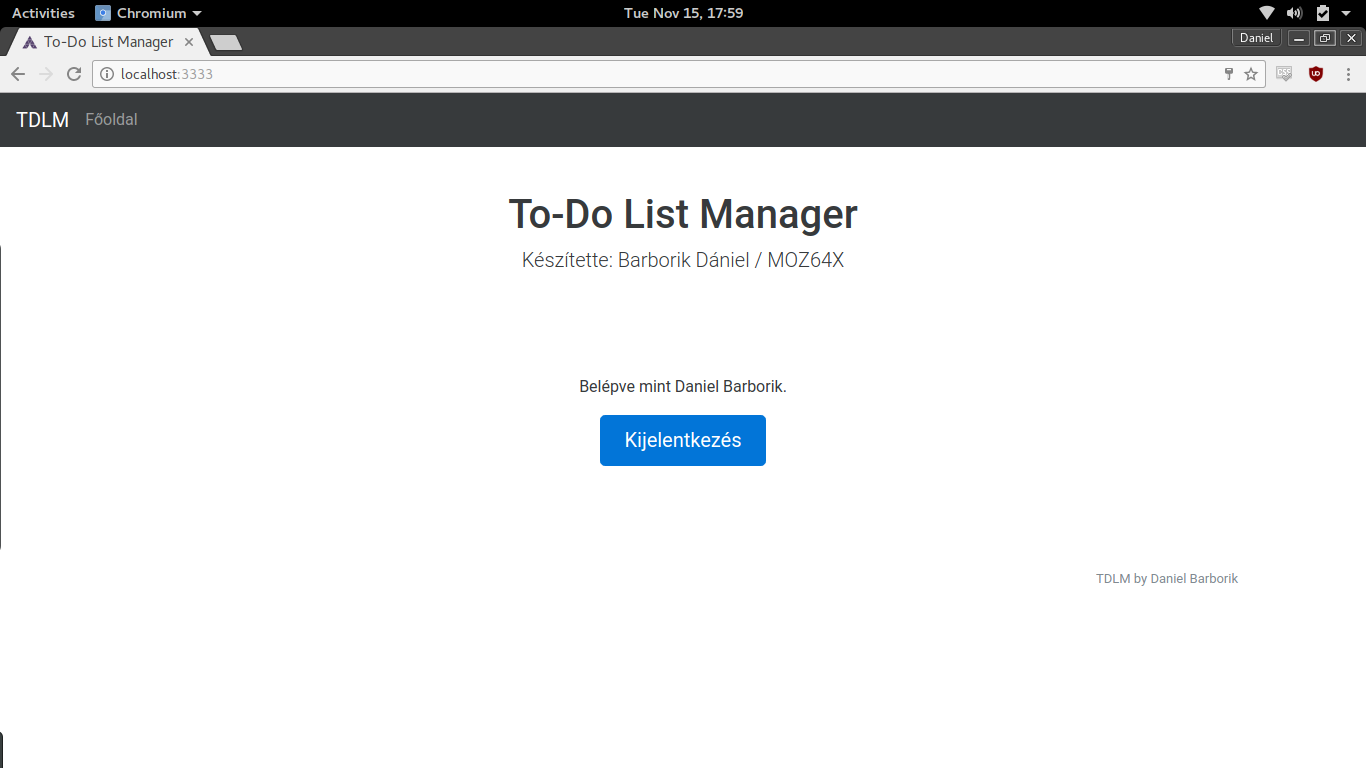 Activities Chromium Tue Nov 15, 17:59
To-Do List Manager Daniel
localhost:3333
TDLM Főoldal
To-Do List Manager
Készítette: Barborik Dániel / MOZ64X
Belépve mint Daniel Barborik.
Kijelentkezés
TDLM by Daniel Barborik